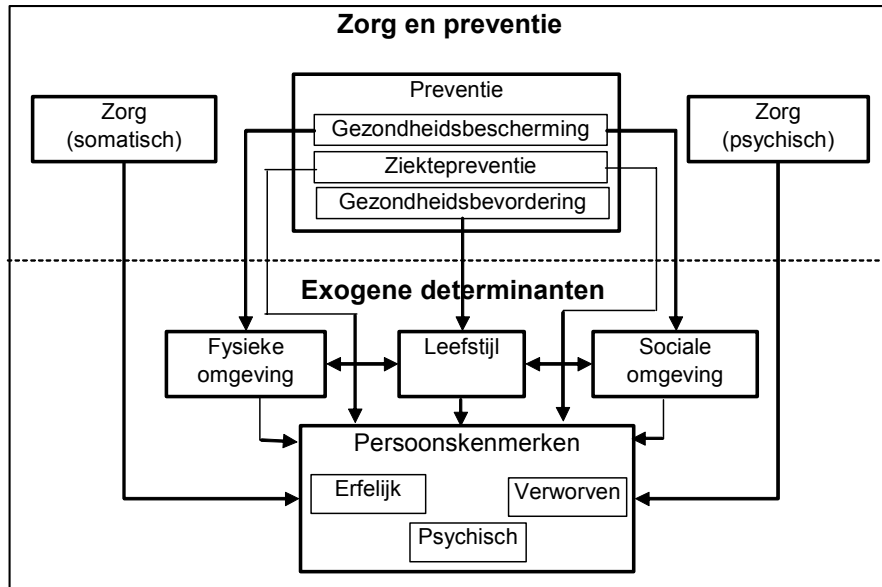 Zorg en preventie
Preventie
Zorg
(somatisch)
Gezondheidsbescherming
Ziektepreventie
Gezondheidsbevordering
Zorg
(psychisch)
Exogene determinanten
Fysieke
omgeving
Leefstijl
Sociale
omgeving
Persoonskenmerken
Erfelijk
Verworven
Psychisch